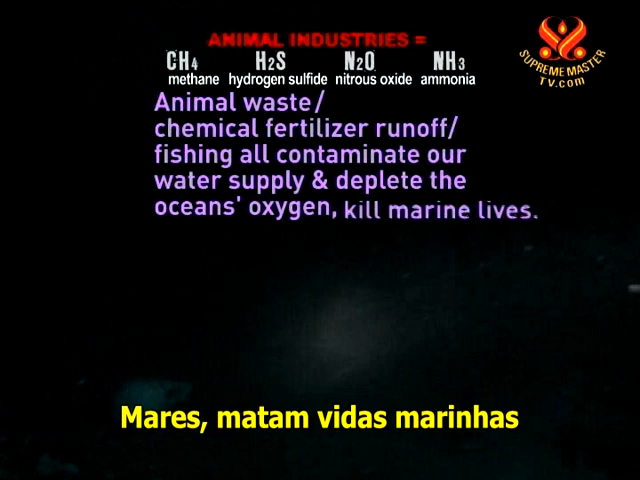 ANIMAL INDUSTRIES =
CH4 H2S N2O NH3
methane hydrogen sulfide nitrous oxide ammonia
SUPREME MASTER
TV.com
Animal waste/
chemical fertilizer runoff/
fishing all contaminate our
water supply & deplete the
oceans' oxygen, kill marine lives.
Mares, matam vidas marinhas